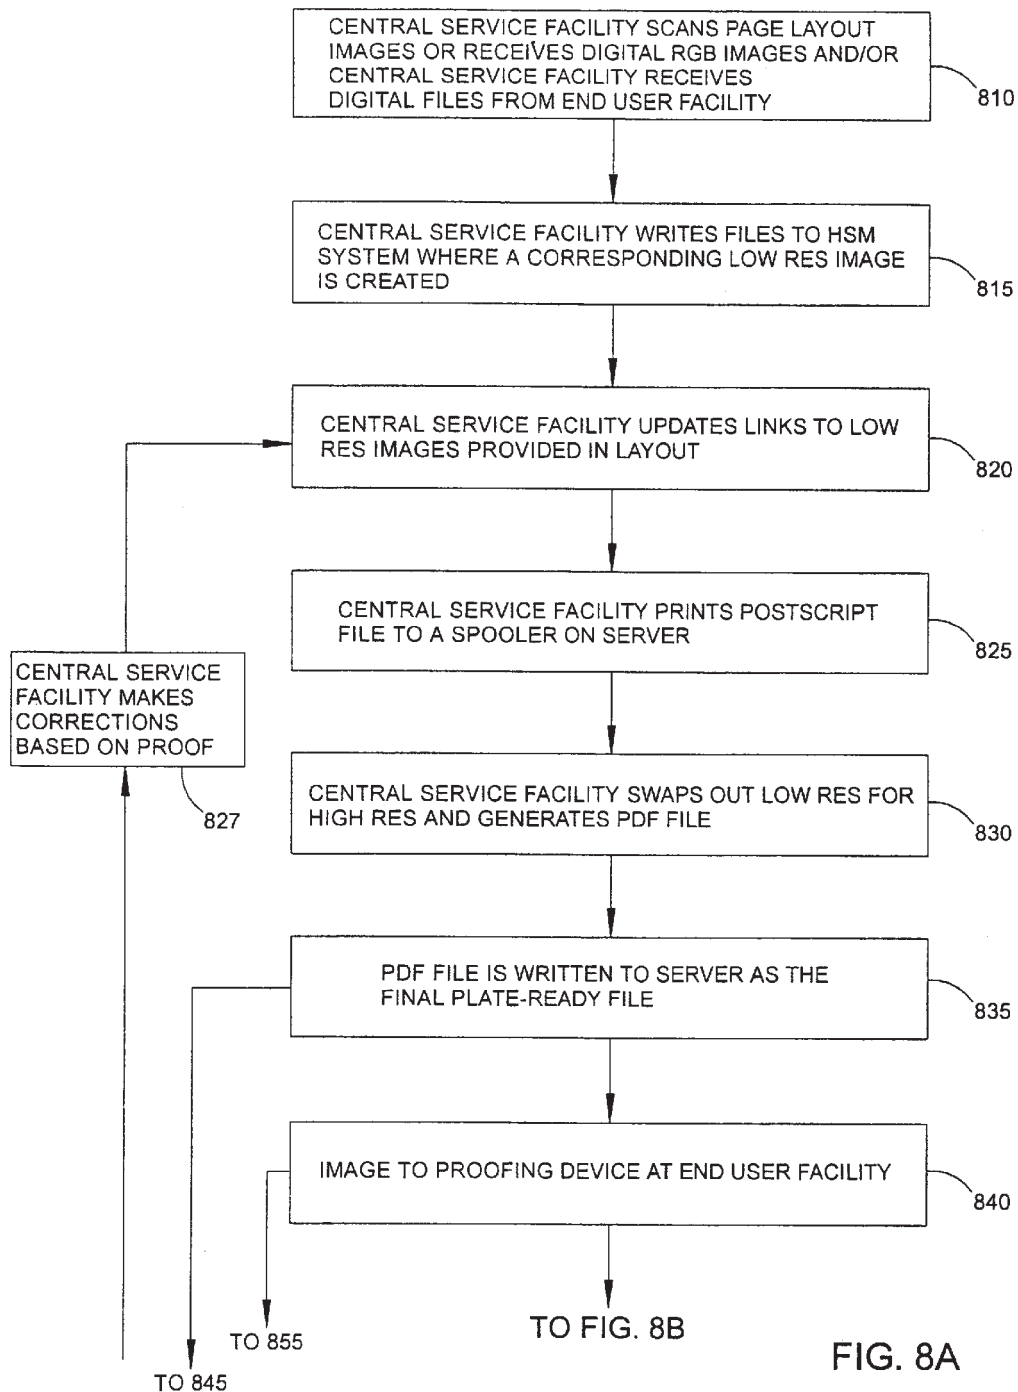 CENTRAL SERVICE FACILITY SCANS PAGE LAYOUT
IMAGES OR RECEIVES DIGITAL RGB IMAGES AND/OR
CENTRAL SERVICE FACILITY RECEIVES
DIGITAL FILES FROM END USER FACILITY
810
CENTRAL SERVICE FACILITY WRITES FILES TO HSM
SYSTEM WHERE A CORRESPONDING LOW RES IMAGE
IS CREATED
815
CENTRAL SERVICE FACILITY UPDATES LINKS TO LOW
RES IMAGES PROVIDED IN LAYOUT
820
CENTRAL SERVICE FACILITY PRINTS POSTSCRIPT
FILE TO A SPOOLER ON SERVER
825
CENTRAL SERVICE
FACILITY MAKES
CORRECTIONS
BASED ON PROOF
827
CENTRAL SERVICE FACILITY SWAPS OUT LOW RES FOR
HIGH RES AND GENERATES PDF FILE
830
PDF FILE IS WRITTEN TO SERVER AS THE
FINAL PLATE-READY FILE
835
IMAGE TO PROOFING DEVICE AT END USER FACILITY
840
TO 855
TO FIG. 8B
TO 845
FIG. 8A